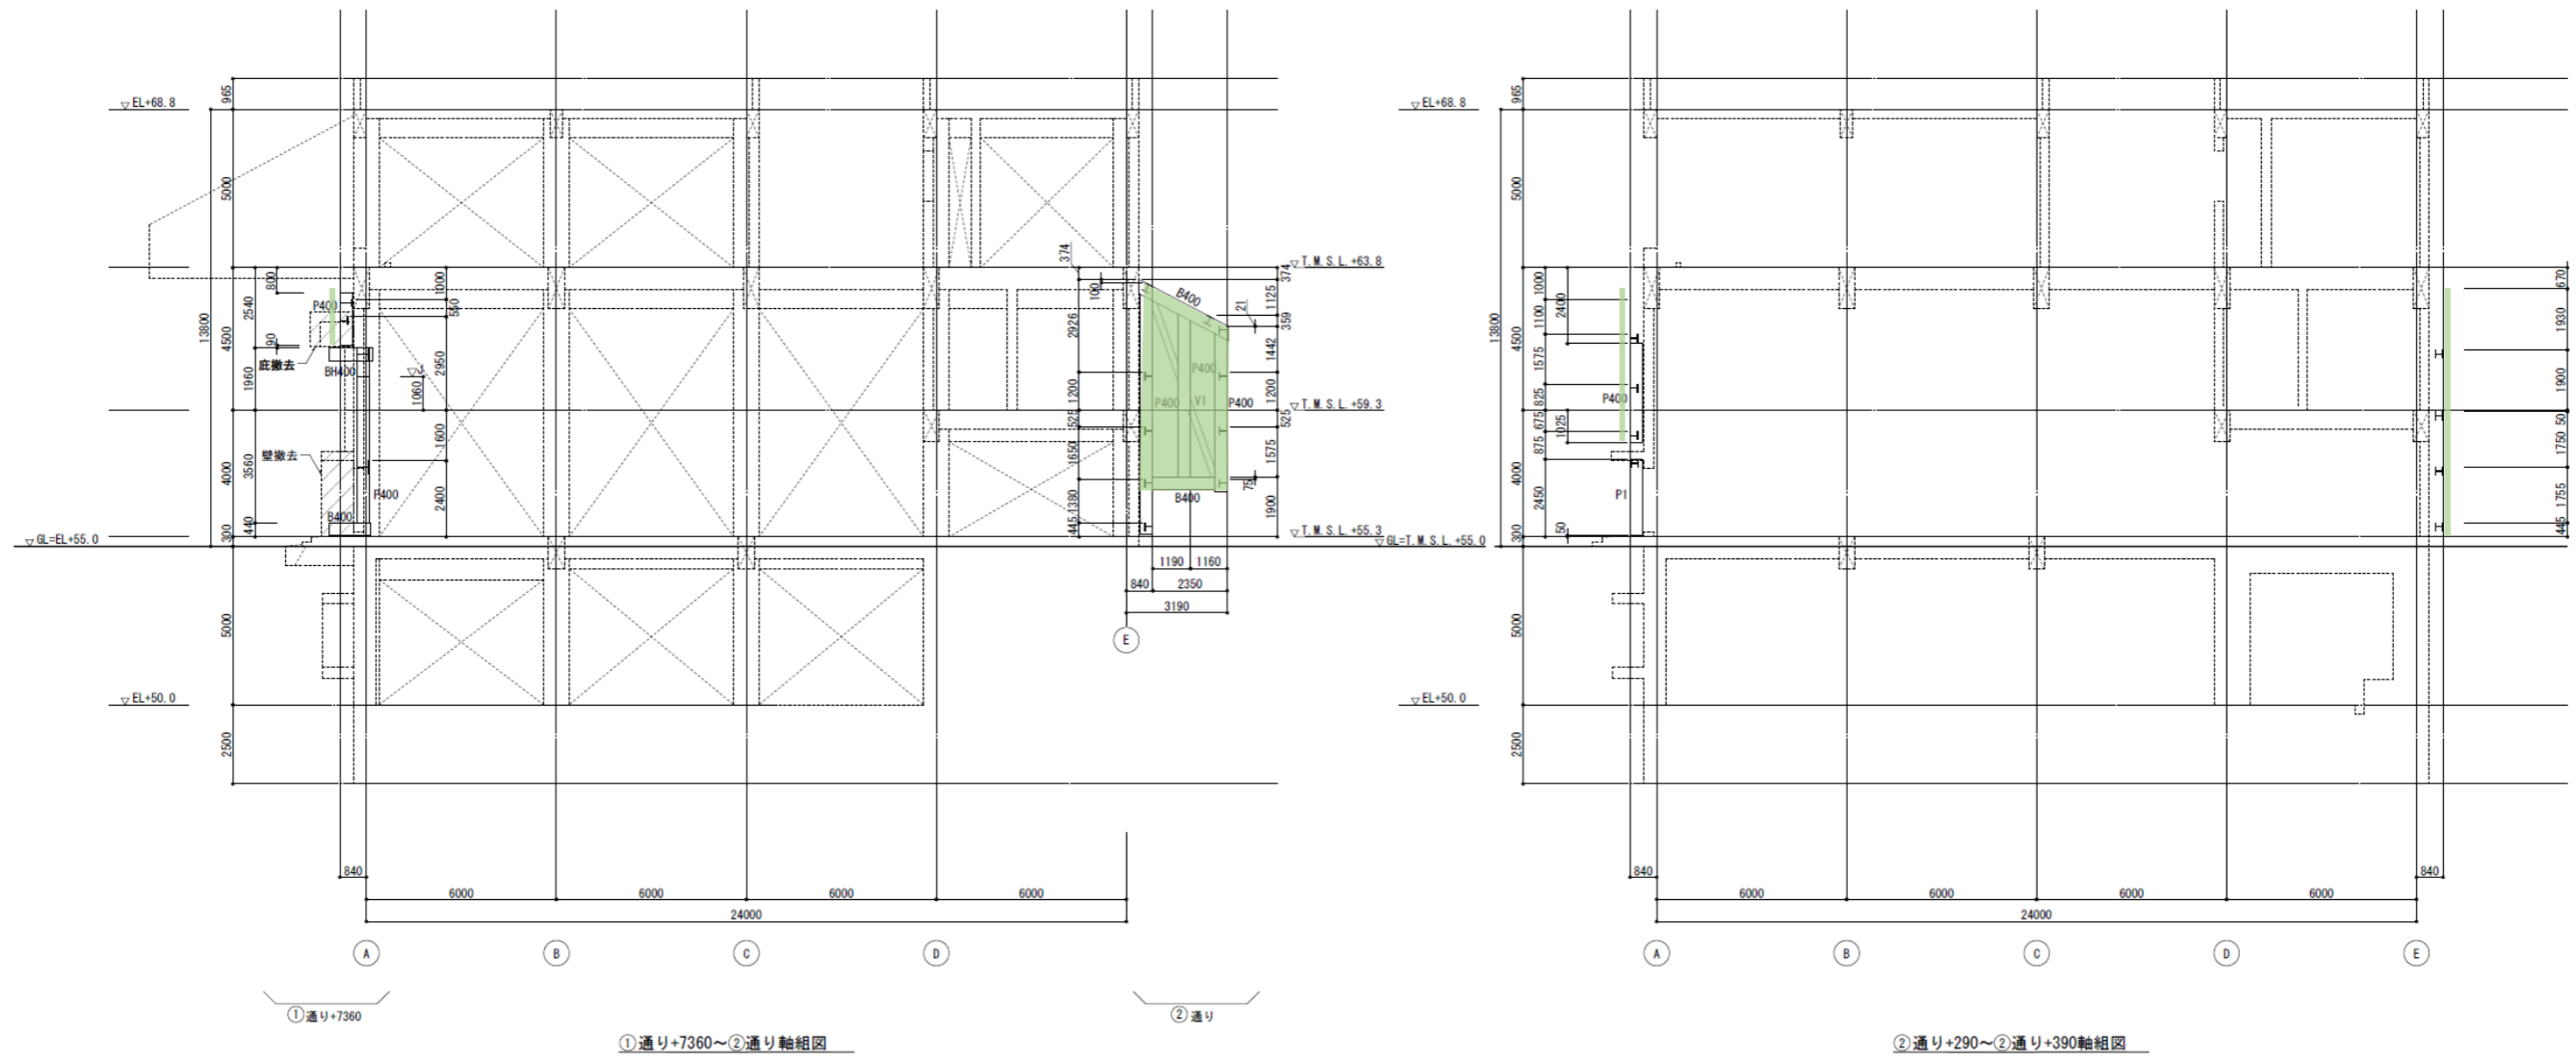 965
▽EL+68.8
5000
13800
4500
4000
300
5000
2500
▽GL=EL+55.0
▽EL+50.0
800
2540
90
1960
3560
440
P400
庇撤去
BH400
壁撤去
P400
B400
1000
550
2950
▽J
1060
1600
2400
374
100
2926
1200
525
1650
1380
445
B400
21
P400
P400
V1
P400
B400
▽T.M.S.L.+63.8
374
1125
359
1442
1200
▽T.M.S.L.+59.3
525
1575
75
1900
▽T.M.S.L.+55.3
▽GL=T.M.S.L.+55.0
1190
1160
840
2350
3190
E
840
6000
6000
6000
6000
24000
A
B
C
D
①通り+7360
②通り
①通り+7360～②通り軸組図
965
▽EL+68.8
5000
13800
4500
4000
300
5000
2500
▽EL+50.0
1000
1100
1575
825
675
875
2450
2400
1025
50
P400
P1
670
1930
1900
50
1750
1755
445
840
840
6000
6000
6000
6000
24000
A
B
C
D
E
②通り+290～②通り+390軸組図